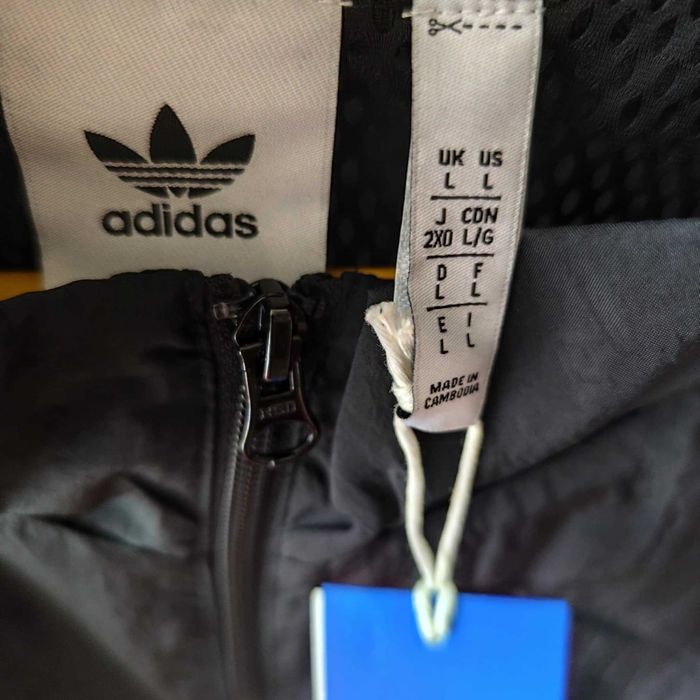 adidas
UK US
L L
J CDN
2XO L/G
D F
L L
E I
L L
MADE IN
CAMBODIA